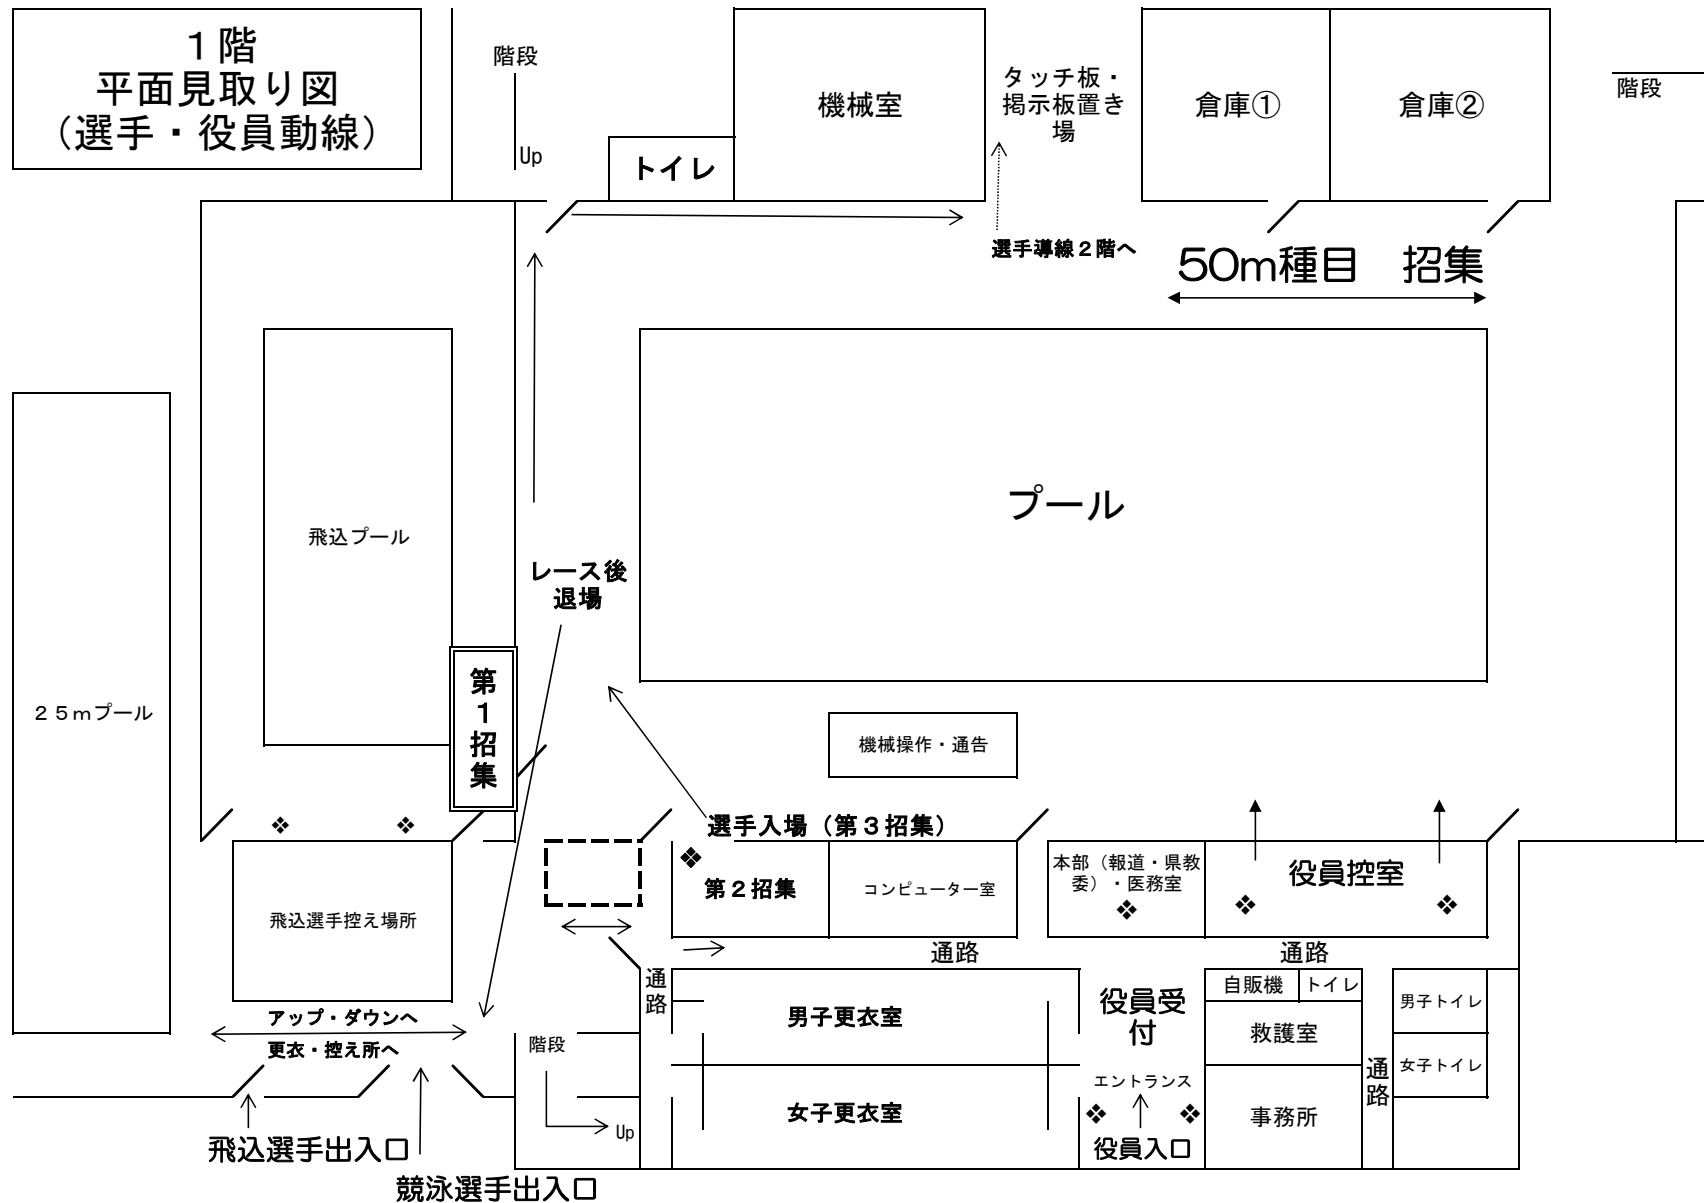 １階
平面見取り図
（選手・役員動線）
階段
Up
トイレ
機械室
タッチ板・
掲示板置き
場
倉庫①
倉庫②
階段
選手導線２階へ
50m種目　招集
プール
飛込プール
２５ｍプール
レース後
退場
第
１
招
集
機械操作・通告
選手入場（第３招集）
第２招集
コンピューター室
本部（報道・県教
委）・医務室
役員控室
飛込選手控え場所
通路
通路
通
路
アップ・ダウンへ
更衣・控え所へ
階段
Up
男子更衣室
女子更衣室
役員受
付
エントランス
役員入口
自販機
トイレ
救護室
事務所
通
路
男子トイレ
女子トイレ
飛込選手出入口
競泳選手出入口